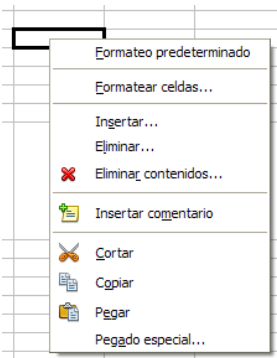 Formateo predeterminado
Formatear celdas...
Insertar...
Eliminar...
Eliminar contenidos...
Insertar comentario
Cortar
Copiar
Pegar
Pegado especial...